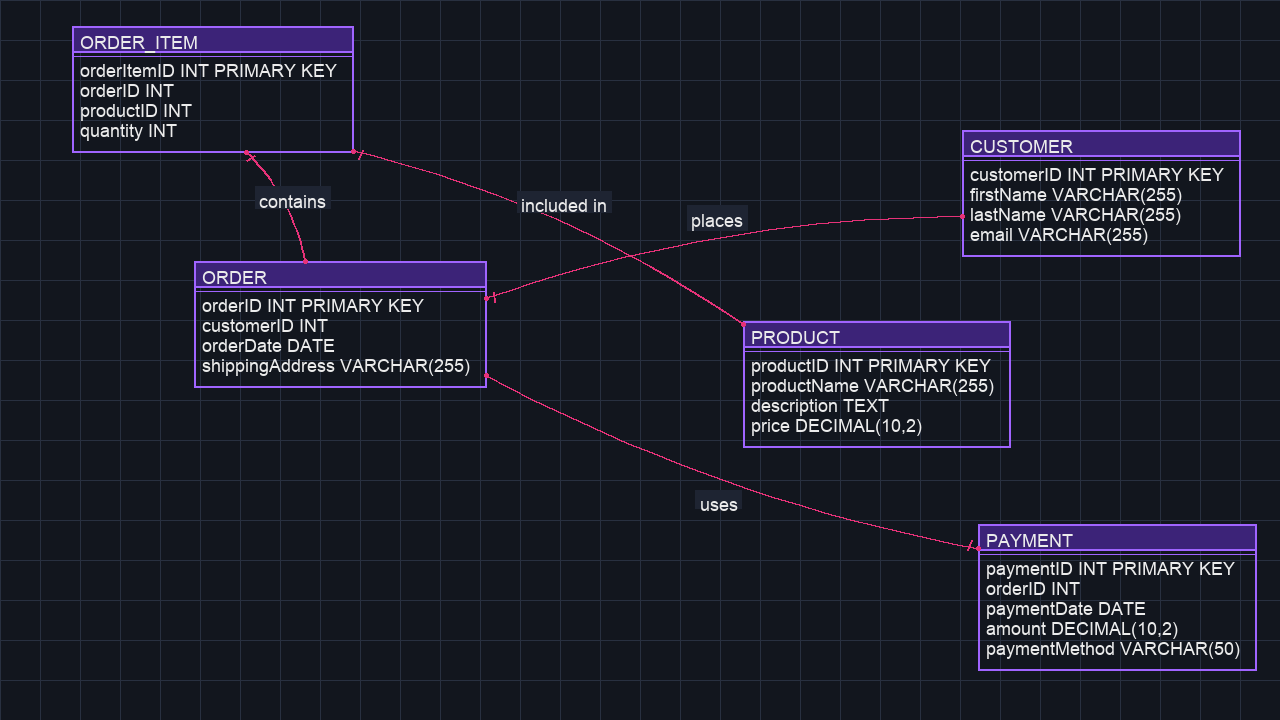 ORDER_ITEM
orderItemID INT PRIMARY KEY
orderID INT
productID INT
quantity INT
CUSTOMER
customerID INT PRIMARY KEY
firstName VARCHAR(255)
lastName VARCHAR(255)
email VARCHAR(255)
contains
included in
places
ORDER
orderID INT PRIMARY KEY
customerID INT
orderDate DATE
shippingAddress VARCHAR(255)
PRODUCT
productID INT PRIMARY KEY
productName VARCHAR(255)
description TEXT
price DECIMAL(10,2)
uses
PAYMENT
paymentID INT PRIMARY KEY
orderID INT
paymentDate DATE
amount DECIMAL(10,2)
paymentMethod VARCHAR(50)